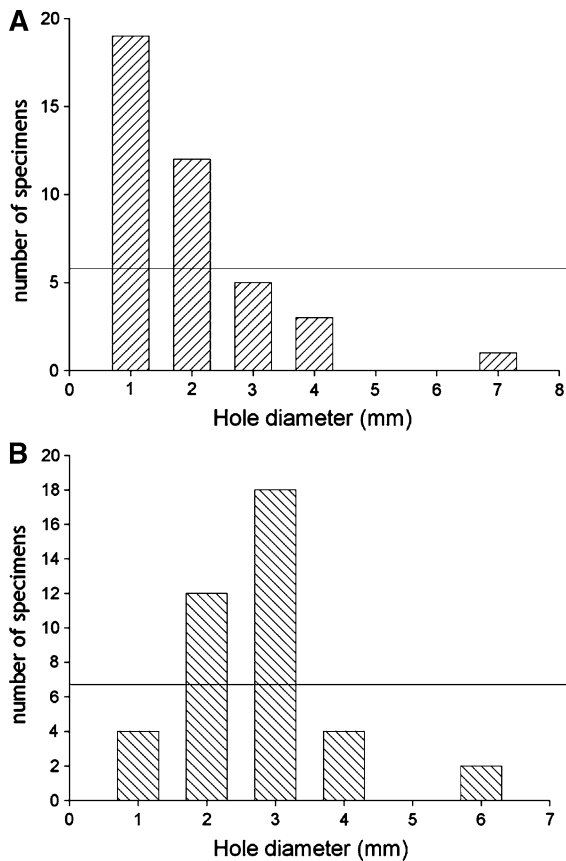 A
number of specimens
20
15
10
5
0
0 1 2 3 4 5 6 7 8
Hole diameter (mm)
B
number of specimens
20
18
16
14
12
10
8
6
4
2
0
0 1 2 3 4 5 6 7
Hole diameter (mm)